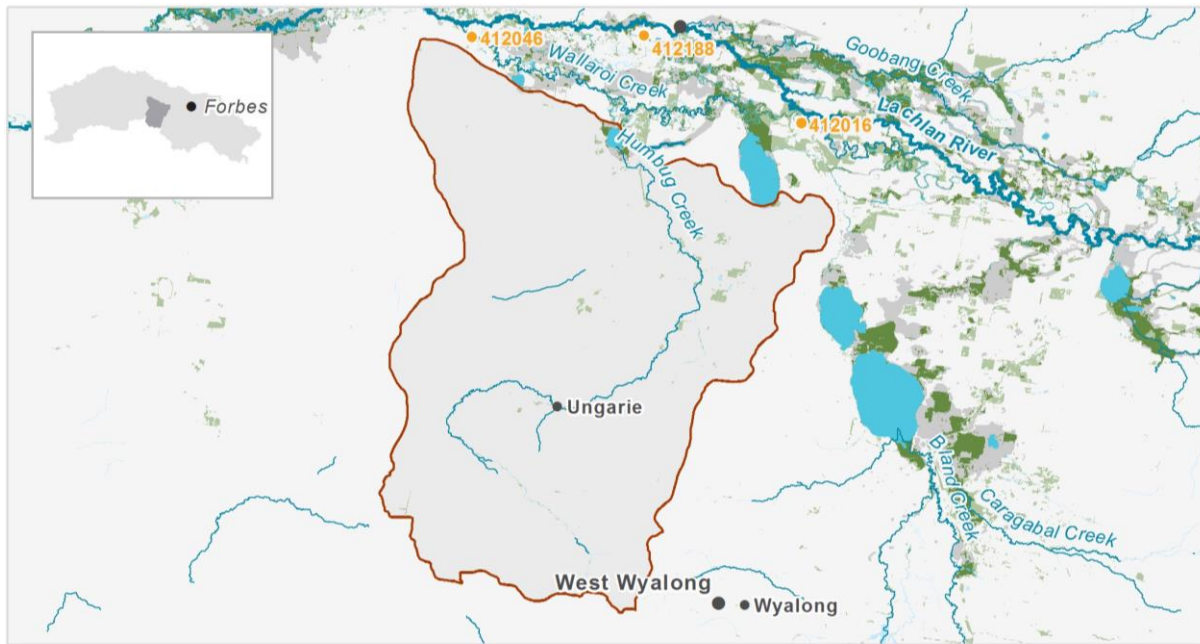 412046
412188
Goobang Creek
Wallaroi Creek
Forbes
Lachlan River
412016
Humbug Creek
Ungarie
Bland Creek
Caragabal Creek
West Wyalong
Wyalong